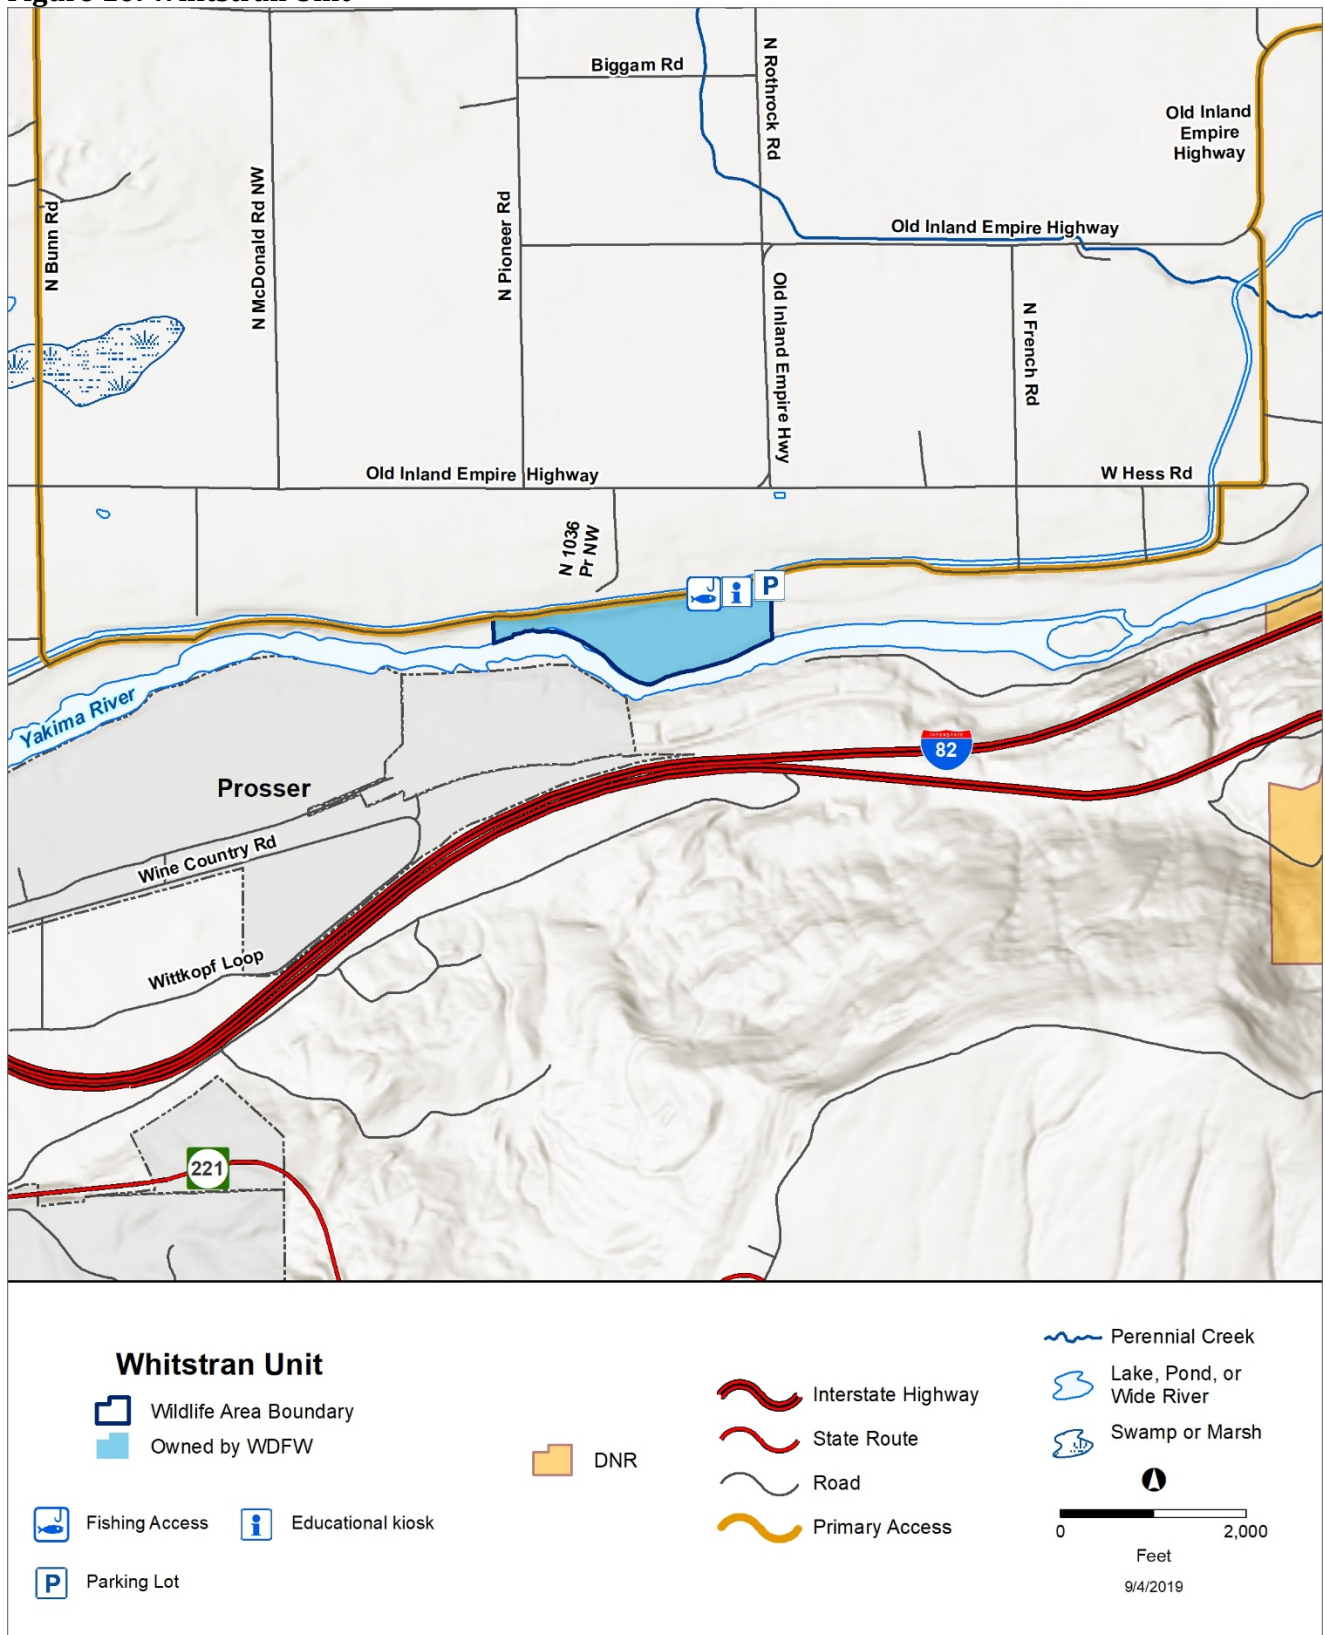 Biggam Rd
N Rothrock Rd
Old Inland
Empire
Highway
N Bunn Rd
N McDonald Rd NW
N Pioneer Rd
Old Inland Empire Highway
Old Inland Empire Hwy
N French Rd
Old Inland Empire Highway
W Hess Rd
N 1036
Pr NW
P
Yakima River
INTERSTATE
82
Prosser
Wine Country Rd
Wittkopf Loop
221
Whitstran Unit
Wildlife Area Boundary
Owned by WDFW
DNR
Fishing Access
Educational kiosk
P
Parking Lot
Interstate Highway
State Route
Road
Primary Access
Perennial Creek
Lake, Pond, or
Wide River
Swamp or Marsh
0
2,000
Feet
9/4/2019